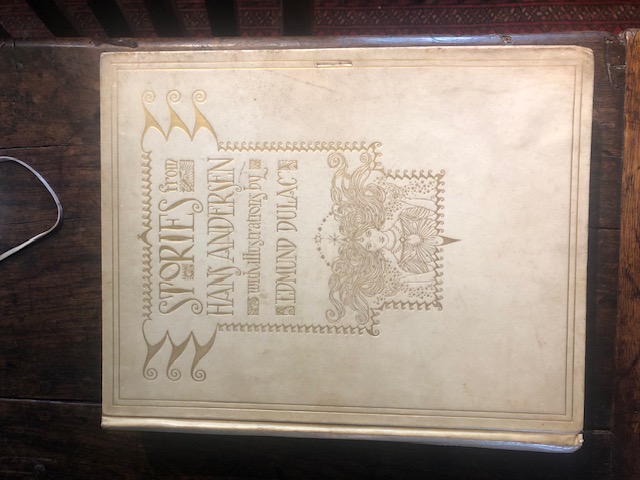 STORIES from
HANS ANDERSEN
with illustrations by
EDMUND DULAC